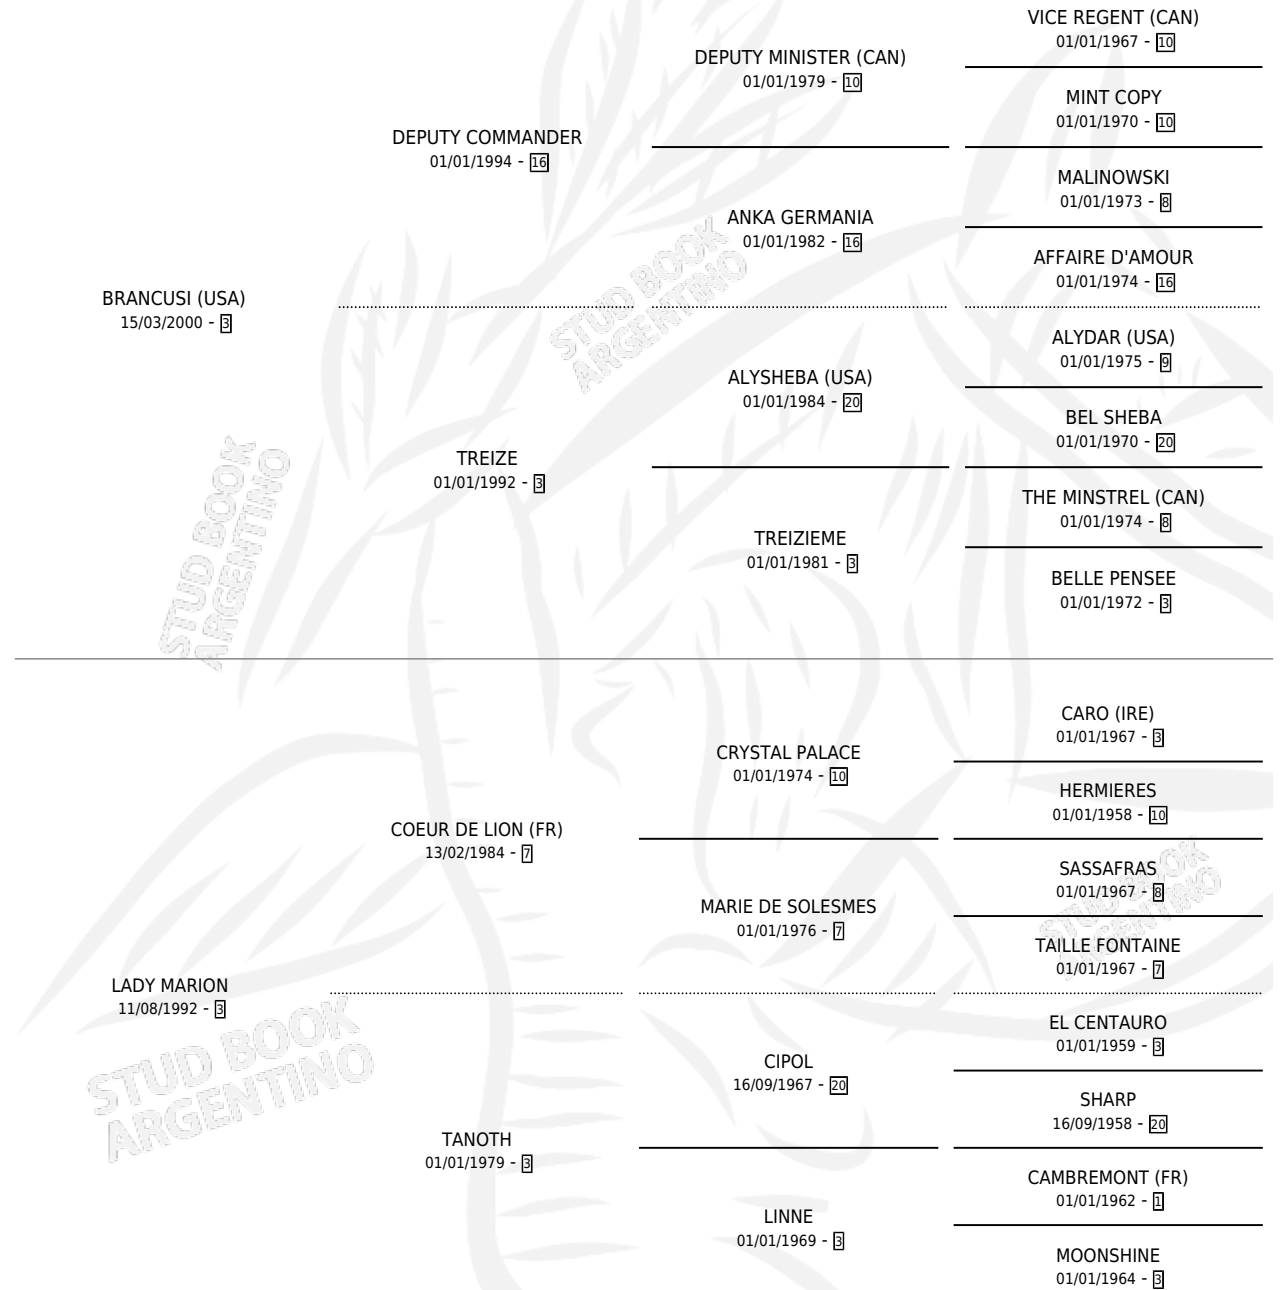 VICE REGENT (CAN)
01/01/1967 - 10
DEPUTY MINISTER (CAN)
01/01/1979 - 10
MINT COPY
01/01/1970 - 10
DEPUTY COMMANDER
01/01/1994 - 16
MALINOWSKI
01/01/1973 - 8
ANKA GERMANIA
01/01/1982 - 16
AFFAIRE D'AMOUR
01/01/1974 - 16
BRANCUSI (USA)
15/03/2000 - 3
STUD BOOK
ARGENTINO
ALYDAR (USA)
01/01/1975 - 9
ALYSHEBA (USA)
01/01/1984 - 20
BEL SHEBA
01/01/1970 - 20
TREIZE
01/01/1992 - 3
THE MINSTREL (CAN)
01/01/1974 - 8
TREIZIEME
01/01/1981 - 3
BELLE PENSEE
01/01/1972 - 3
STUD BOOK
ARGENTINO
CARO (IRE)
01/01/1967 - 3
CRYSTAL PALACE
01/01/1974 - 10
HERMIERES
01/01/1958 - 10
COEUR DE LION (FR)
13/02/1984 - 7
SASSAFRAS
01/01/1967 - 8
MARIE DE SOLESMES
01/01/1976 - 7
STUD BOOK
ARGENTINO
TAILLE FONTAINE
01/01/1967 - 7
LADY MARION
11/08/1992 - 3
EL CENTAURO
01/01/1959 - 3
STUD BOOK
ARGENTINO
CIPOL
16/09/1967 - 20
SHARP
16/09/1958 - 20
TANOTH
01/01/1979 - 3
CAMBREMONT (FR)
01/01/1962 - 1
LINNE
01/01/1969 - 3
MOONSHINE
01/01/1964 - 3